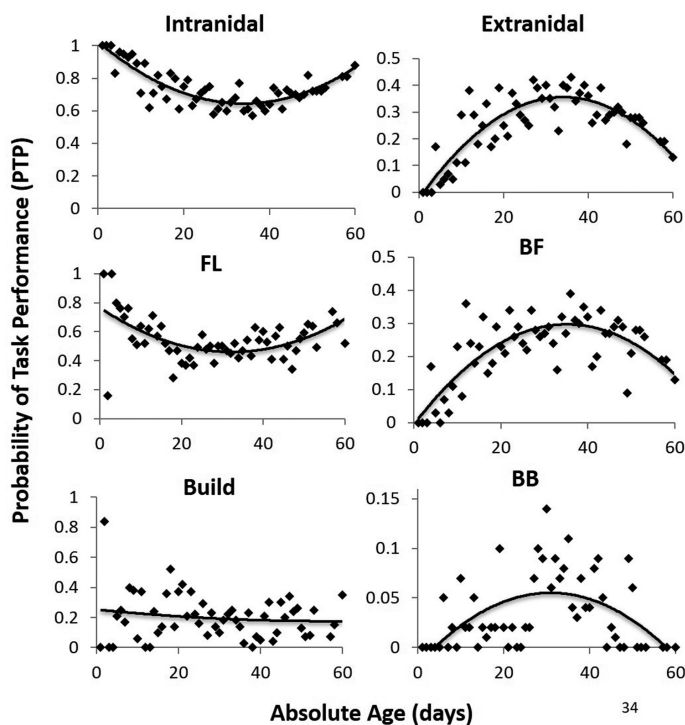 Intranidal
Extranidal
1
0.8
0.6
0.4
0.2
0
0 20 40 60
0.5
0.4
0.3
0.2
0.1
0
0 20 40 60
FL
BF
1
0.8
0.6
0.4
0.2
0
0 20 40 60
0.5
0.4
0.3
0.2
0.1
0
0 20 40 60
Build
BB
1
0.8
0.6
0.4
0.2
0
0 20 40 60
0.15
0.1
0.05
0
0 20 40 60
Probability of Task Performance (PTP)
Absolute Age (days)
34